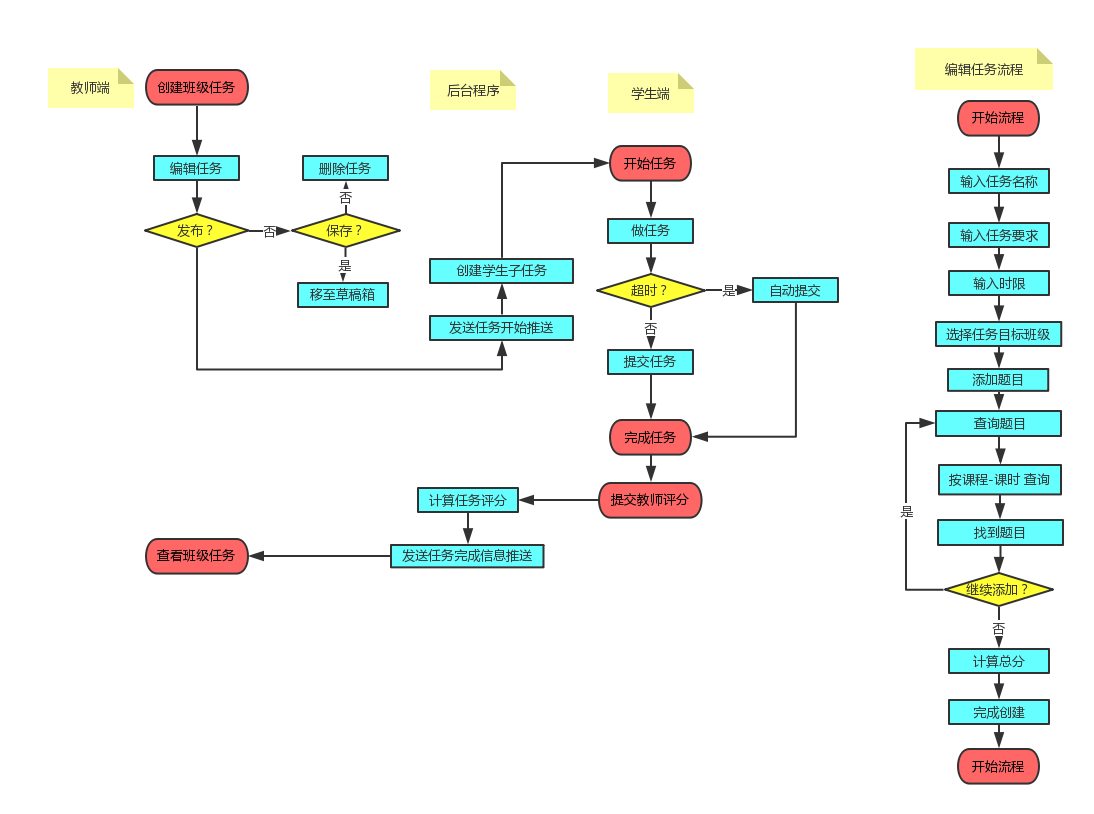 教师端
创建班级任务
编辑任务
发布？
否
删除任务
否
保存？
是
移至草稿箱
后台程序
创建学生子任务
发送任务开始推送
学生端
开始任务
做任务
超时？
是
自动提交
否
提交任务
完成任务
提交教师评分
计算任务评分
发送任务完成信息推送
查看班级任务
编辑任务流程
开始流程
输入任务名称
输入任务要求
输入时限
选择任务目标班级
添加题目
查询题目
按课程-课时 查询
是
找到题目
继续添加？
否
计算总分
完成创建
开始流程